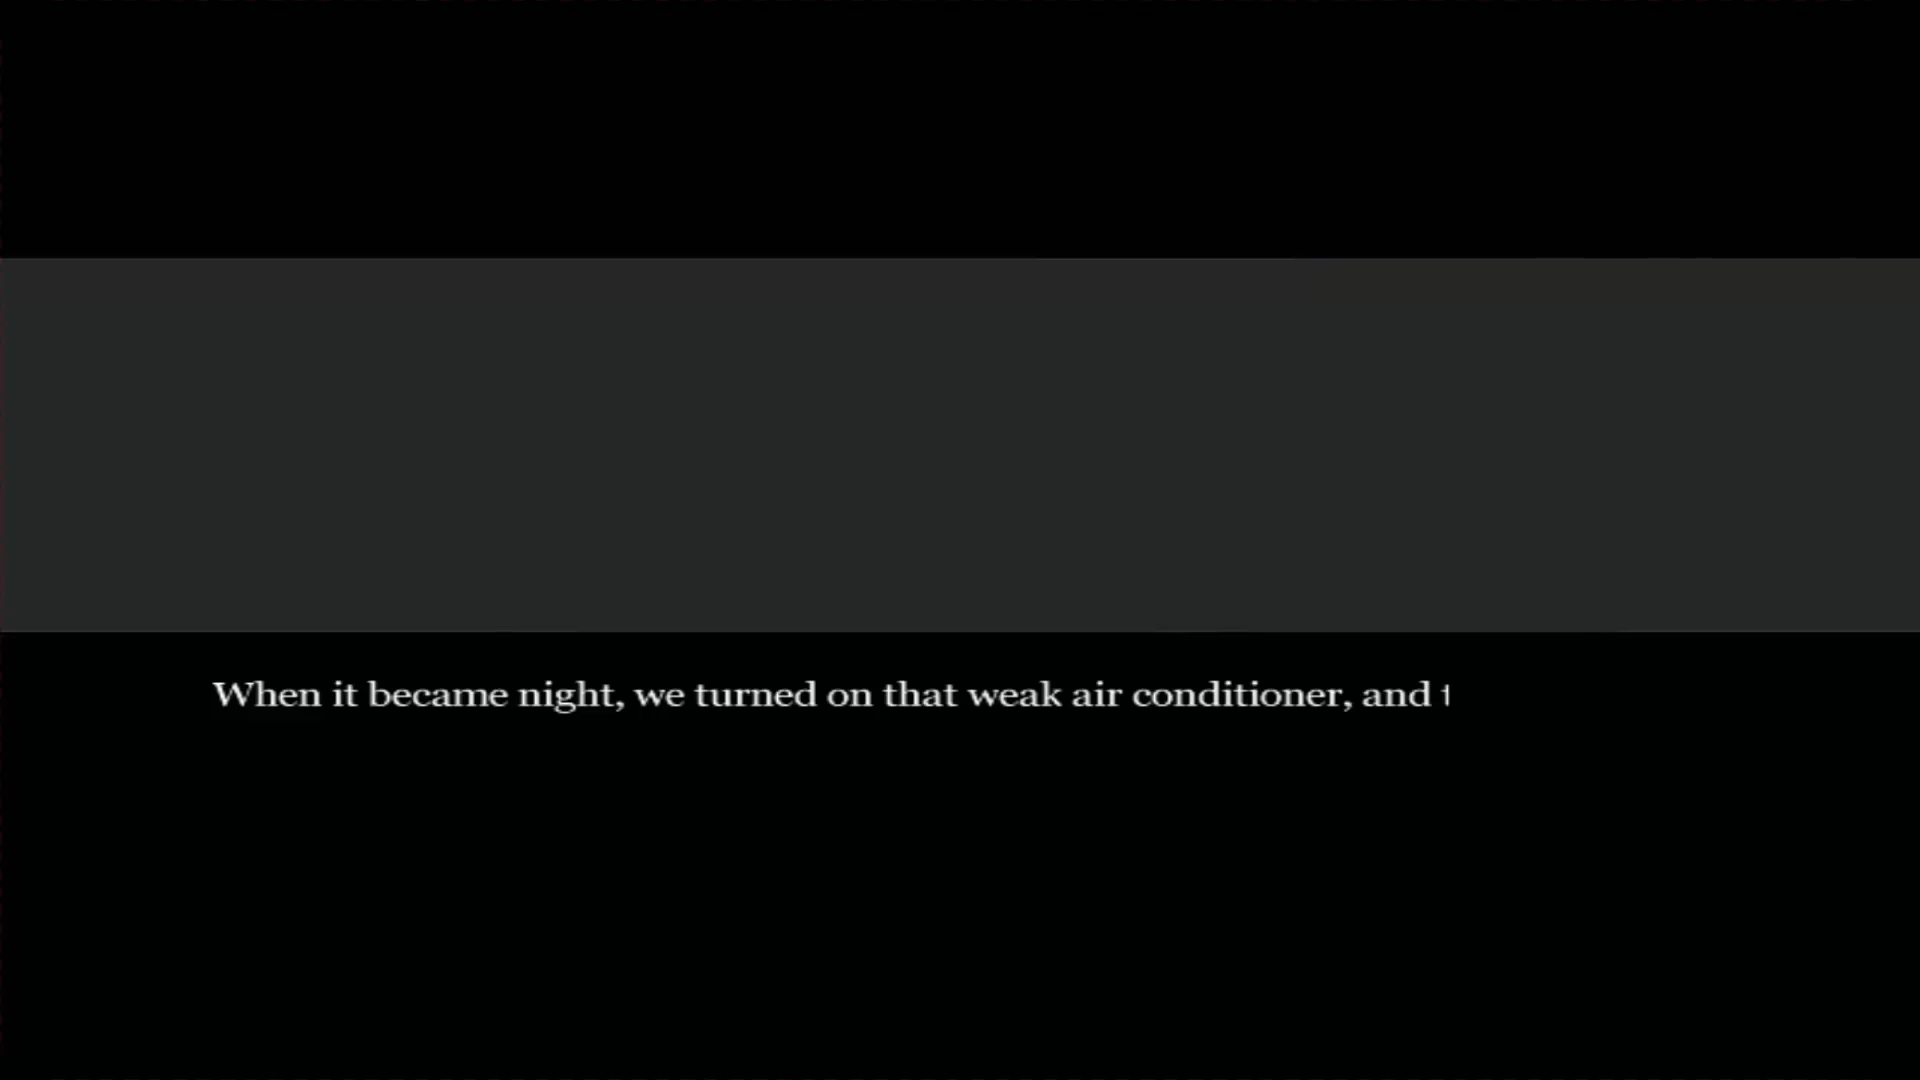 When it became night, we turned on that weak air conditioner, and t